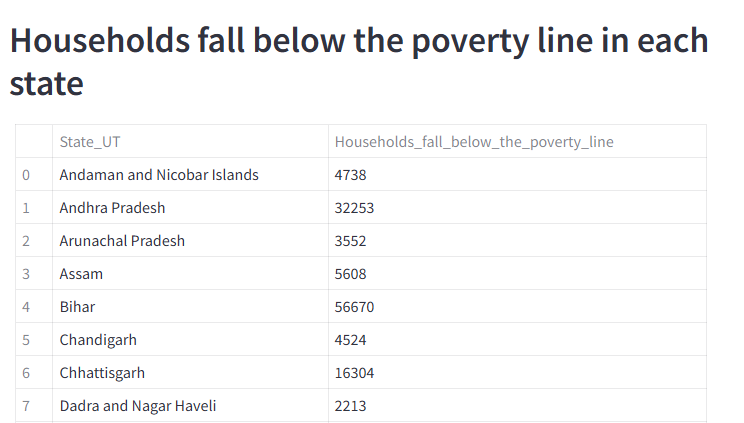 Households fall below the poverty line in each
state
State_UT Households_fall_below_the_poverty_line
0 Andaman and Nicobar Islands 4738
1 Andhra Pradesh 32253
2 Arunachal Pradesh 3552
3 Assam 5608
4 Bihar 56670
5 Chandigarh 4524
6 Chhattisgarh 16304
7 Dadra and Nagar Haveli 2213